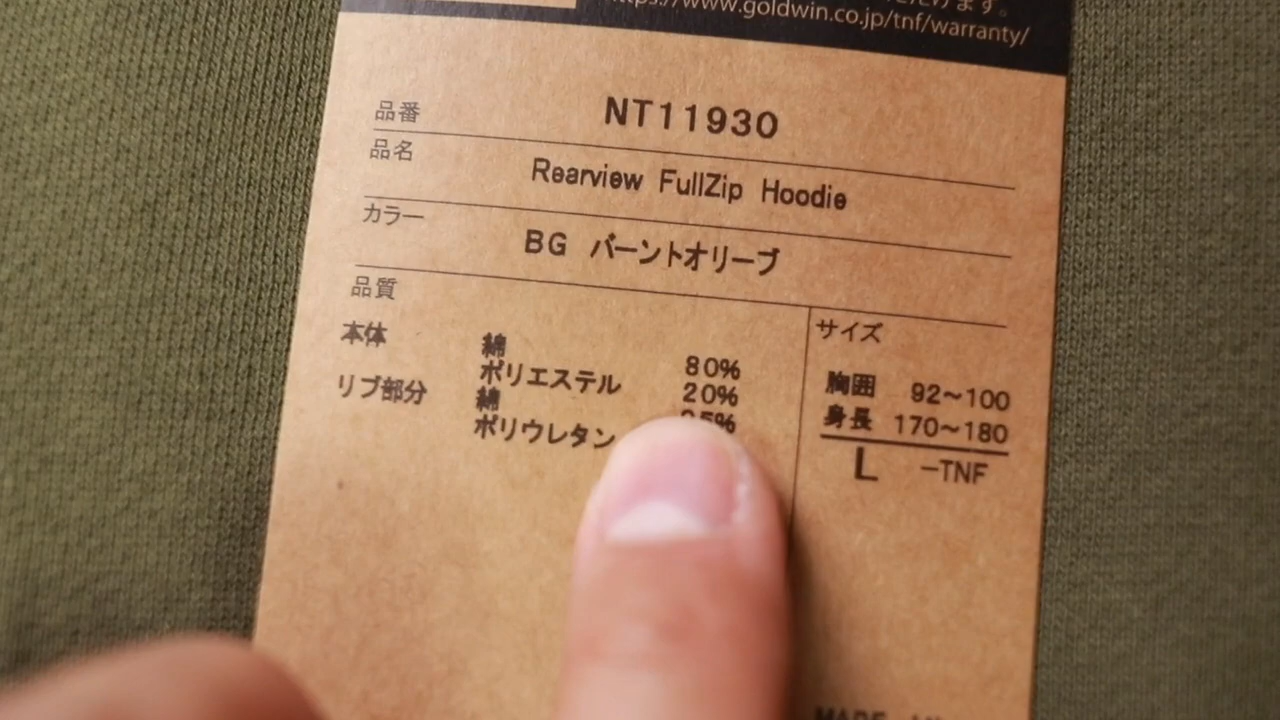 https://www.goldwin.co.jp/tnf/warranty/
品番 NT11930
品名 Rearview FullZip Hoodie
カラー BG バーントオリーブ
品質
本体 綿 80%
ポリエステル 20%
リブ部分 綿
ポリウレタン
サイズ
胸囲 92〜100
身長 170〜180
L -TNF